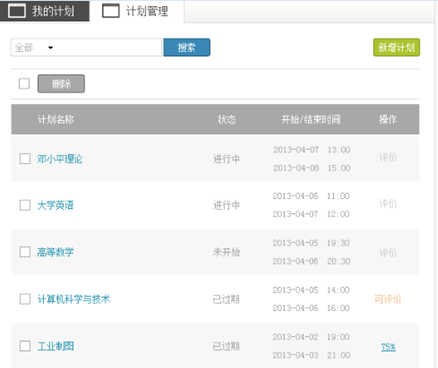 我的计划 计划管理
全部 搜索 新增计划
删除
计划名称 状态 开始/结束时间 操作
邓小平理论 进行中 2013-04-07 13:00 评价
2013-04-08 15:00
大学英语 进行中 2013-04-06 11:00 评价
2013-04-07 12:00
高等数学 未开始 2013-04-05 19:30 评价
2013-04-06 20:30
计算机科学与技术 已过期 2013-04-05 14:00 可评价
2013-04-06 16:00
工业制图 已过期 2013-04-02 19:00 75%
2013-04-03 21:00